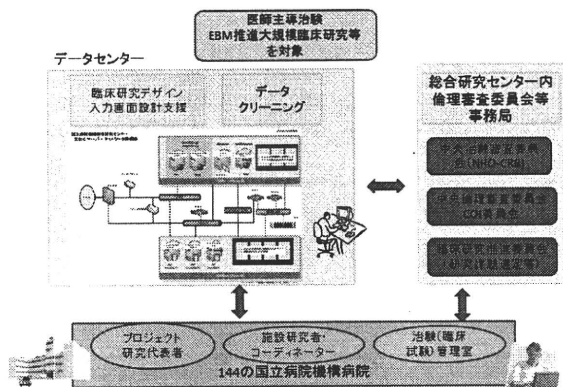 医師主導治験
EBM推進大規模臨床研究等
を対象
データセンター
臨床研究デザイン
入力画面設計支援
データ
クリーニング
総合研究センター内
倫理審査委員会等
事務局
中央治験審査委員
会(NHO-CRB)
中央倫理審査委員会
COI委員会
臨床研究推進委員会
(研究課題選定等)
プロジェクト
研究代表者
施設研究者・
コーディネーター
治験(臨床
試験)管理室
144の国立病院機構病院